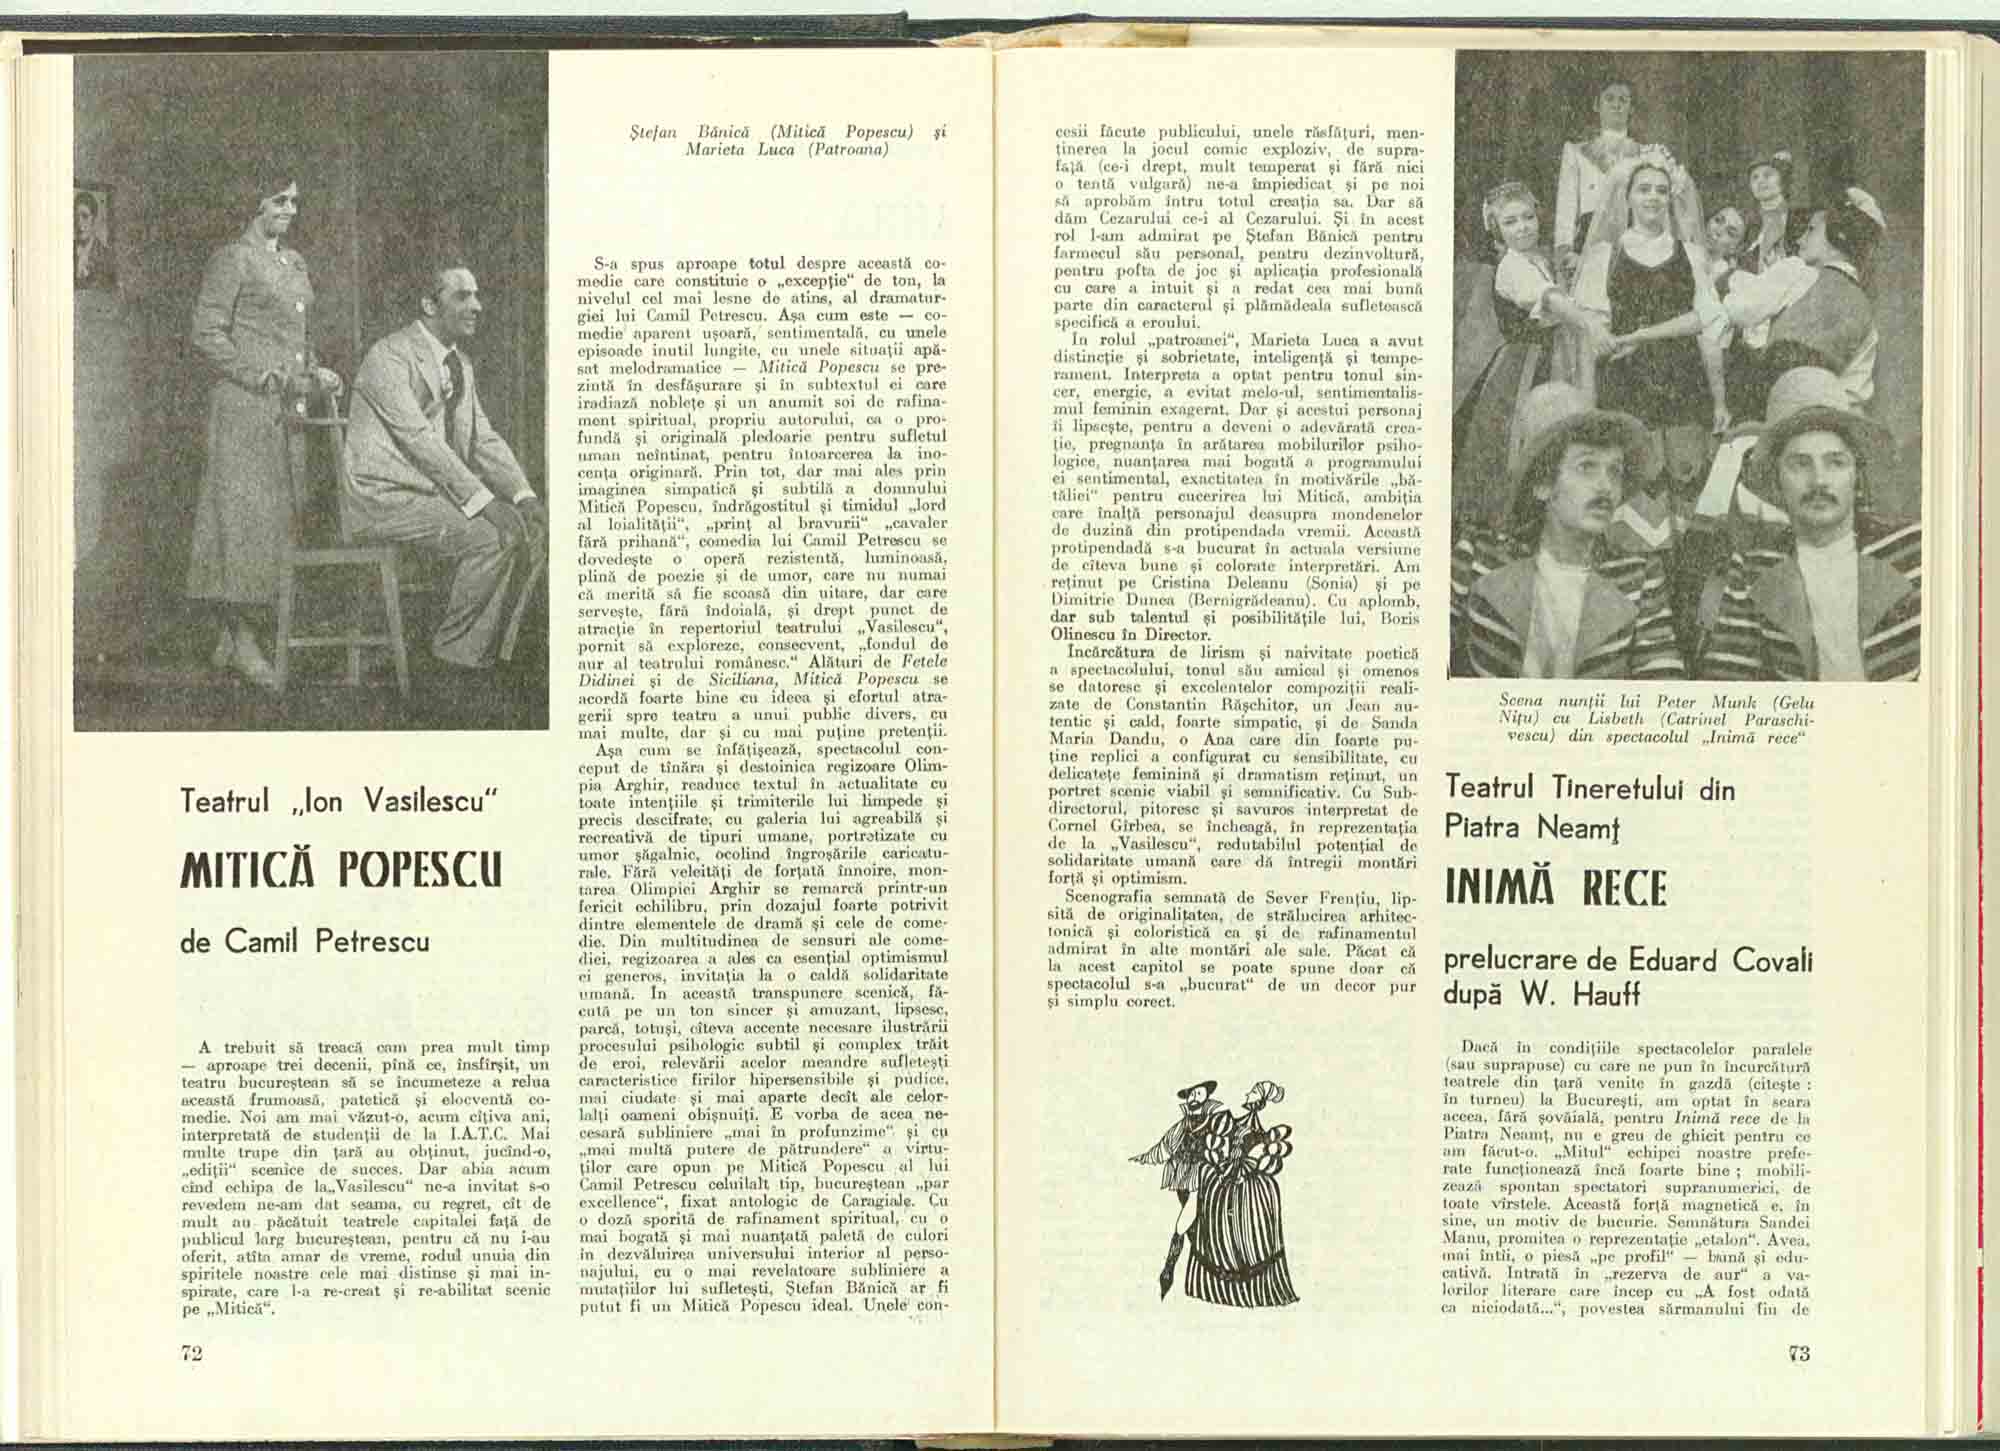 Ştefan Bănică (Mitică Popescu) şi
Marieta Luca (Patroana)
Teatrul „Ion Vasilescu“
MITICĂ POPESCU
de Camil Petrescu
A trebuit să treacă cam prea mult timp
— aproape trei decenii, pînă ce, însfîrşit, un
teatru bucureştean să se încumeteze a relua
această frumoasă, patetică şi elocventă co-
medie. Noi am mai văzut-o, acum cîţiva ani,
interpretată de studenţii de la I.A.T.C. Mai
multe trupe din ţară au obţinut, jucînd-o,
„ediţii“ scenice de succes. Dar abia acum
cînd echipa de la„Vasilescu“ ne-a invitat s-o
revedem ne-am dat seama, cu regret, cît de
mult au păcătuit teatrele capitalei faţă de
publicul larg bucureştean, pentru că nu i-au
oferit, atîta amar de vreme, rodul unuia din
spiritele noastre cele mai distinse şi mai in-
spirate, care l-a re-creat şi re-abilitat scenic
pe „Mitică“.
S-a spus aproape totul despre această co-
medie care constituie o „excepţie“ de ton, la
nivelul cel mai lesne de atins, al dramatur-
giei lui Camil Petrescu. Aşa cum este — co-
medie aparent uşoară, sentimentală, cu unele
episoade inutil lungite, cu unele situaţii apă-
sat melodramatice — Mitică Popescu se pre-
zintă în desfăşurare şi în subtextul ei care
iradiază nobleţe şi un anumit soi de rafina-
ment spiritual, propriu autorului, ca o pro-
fundă şi originală pledoarie pentru sufletul
uman neîntinat, pentru întoarcerea la ino-
cenţa originară. Prin tot, dar mai ales prin
imaginea simpatică şi subtilă a domnului
Mitică Popescu, îndrăgostitul şi timidul „lord
al loialităţii“, „prinţ al bravurii“ „cavaler
fără prihană“, comedia lui Camil Petrescu se
dovedeşte o operă rezistentă, luminoasă,
plină de poezie şi de umor, care nu numai
că merită să fie scoasă din uitare, dar care
serveşte, fără îndoială, şi drept punct de
atracţie în repertoriul teatrului „Vasilescu“,
pornit să exploreze, consecvent, „fondul de
aur al teatrului românesc.“ Alături de Fetele
Didinei şi de Siciliana, Mitică Popescu se
acordă foarte bine cu ideea şi efortul atra-
gerii spre teatru a unui public divers, cu
mai multe, dar şi cu mai puţine pretenţii.
Aşa cum se înfăţişează, spectacolul con-
ceput de tînăra şi destoinica regizoare Olim-
pia Arghir, readuce textul în actualitate cu
toate intenţiile şi trimiterile lui limpede şi
precis descifrate, cu galeria lui agreabilă şi
recreativă de tipuri umane, portretizate cu
umor şăgalnic, ocolind îngroşările caricatu-
rale. Fără veleităţi de forţată înnoire, mon-
tarea Olimpiei Arghir se remarcă printr-un
fericit echilibru, prin dozajul foarte potrivit
dintre elementele de dramă şi cele de come-
die. Din multitudinea de sensuri ale come-
diei, regizoarea a ales ca esenţial optimismul
ei generos, invitaţia la o caldă solidaritate
umană. In această transpunere scenică, fă-
cută pe un ton sincer şi amuzant, lipsesc,
parcă, totuşi, cîteva accente necesare ilustrării
procesului psihologic subtil şi complex trăit
de eroi, relevării acelor meandre sufleteşti
caracteristice firilor hipersensibile şi pudice,
mai ciudate şi mai aparte decît ale celor-
lalţi oameni obişnuiţi. E vorba de acea ne-
cesară subliniere „mai în profunzime“ şi cu
„mai multă putere de pătrundere“ a virtu-
ţilor care opun pe Mitică Popescu al lui
Camil Petrescu celuilalt tip, bucureştean „par
excellence“, fixat antologic de Caragiale. Cu
o doză sporită de rafinament spiritual, cu o
mai bogată şi mai nuanţată paletă de culori
în dezvăluirea universului interior al perso-
najului, cu o mai revelatoare subliniere a
mutaţiilor lui sufleteşti, Ştefan Bănică ar fi
putut fi un Mitică Popescu ideal. Unele con-
72
cesii făcute publicului, unele răsfăţuri, men-
ţinerea la jocul comic exploziv, de supra-
faţă (ce-i drept, mult temperat şi fără nici
o tentă vulgară) ne-a împiedicat şi pe noi
să aprobăm întru totul creaţia sa. Dar să
dăm Cezarului ce-i al Cezarului. Şi în acest
rol l-am admirat pe Ştefan Bănică pentru
farmecul său personal, pentru dezinvoltură,
pentru pofta de joc şi aplicaţia profesională
cu care a intuit şi a redat cea mai bună
parte din caracterul şi plămădeala sufletească
specifică a eroului.
In rolul „patroanei“, Marieta Luca a avut
distincţie şi sobrietate, inteligenţă şi tempe-
rament. Interpreta a optat pentru tonul sin-
cer, energic, a evitat melo-ul, sentimentalis-
mul feminin exagerat. Dar şi acestui personaj
îi lipseşte, pentru a deveni o adevărată crea-
ţie, pregnanţa în arătarea mobilurilor psiho-
logice, nuanţarea mai bogată a programului
ei sentimental, exactitatea în motivările „bă-
tăliei“ pentru cucerirea lui Mitică, ambiţia
care înalţă personajul deasupra mondenelor
de duzină din protipendada vremii. Această
protipendadă s-a bucurat în actuala versiune
de cîteva bune şi colorate interpretări. Am
reţinut pe Cristina Deleanu (Sonia) şi pe
Dimitrie Dunea (Bernigrădeanu). Cu aplomb,
dar sub talentul şi posibilităţile lui, Boris
Olinescu în Director.
Incărcătura de lirism şi naivitate poetică
a spectacolului, tonul său amical şi omenos
se datoresc şi excelentelor compoziţii reali-
zate de Constantin Răşchitor, un Jean au-
tentic şi cald, foarte simpatic, şi de Sanda
Maria Dandu, o Ana care din foarte pu-
ţine replici a configurat cu sensibilitate, cu
delicateţe feminină şi dramatism reţinut, un
portret scenic viabil şi semnificativ. Cu Sub-
directorul, pitoresc şi savuros interpretat de
Cornel Gîrbea, se încheagă, în reprezentaţia
de la „Vasilescu“, redutabilul potenţial de
solidaritate umană care dă întregii montări
forţă şi optimism.
Scenografia semnată de Sever Frenţiu, lip-
sită de originalitatea, de strălucirea arhitec-
tonică şi coloristică ca şi de rafinamentul
admirat în alte montări ale sale. Păcat că
la acest capitol se poate spune doar că
spectacolul s-a „bucurat“ de un decor pur
şi simplu corect.
Scena nunţii lui Peter Munk (Gelu
Niţu) cu Lisbeth (Catrinel Paraschi-
vescu) din spectacolul „Inimă rece“
Teatrul Tineretului din
Piatra Neamţ
INIMĂ RECE
prelucrare de Eduard Covali
după W. Hauff
Dacă în condiţiile spectacolelor paralele
(sau suprapuse) cu care ne pun în încurcătură
teatrele din ţară venite în gazdă (citeşte :
în turneu) la Bucureşti, am optat în seara
aceea, fără şovăială, pentru Inimă rece de la
Piatra Neamţ, nu e greu de ghicit pentru ce
am făcut-o. „Mitul“ echipei noastre prefe-
rate funcţionează încă foarte bine ; mobili-
zează spontan spectatori supranumerici, de
toate vîrstele. Această forţă magnetică e, în
sine, un motiv de bucurie. Semnătura Sandei
Manu, promitea o reprezentaţie „etalon“. Avea,
mai întîi, o piesă „pe profil“ — bună şi edu-
cativă. Intrată în „rezerva de aur“ a va-
lorilor literare care încep cu „A fost odată
ca niciodată...“, povestea sărmanului fiu de
73